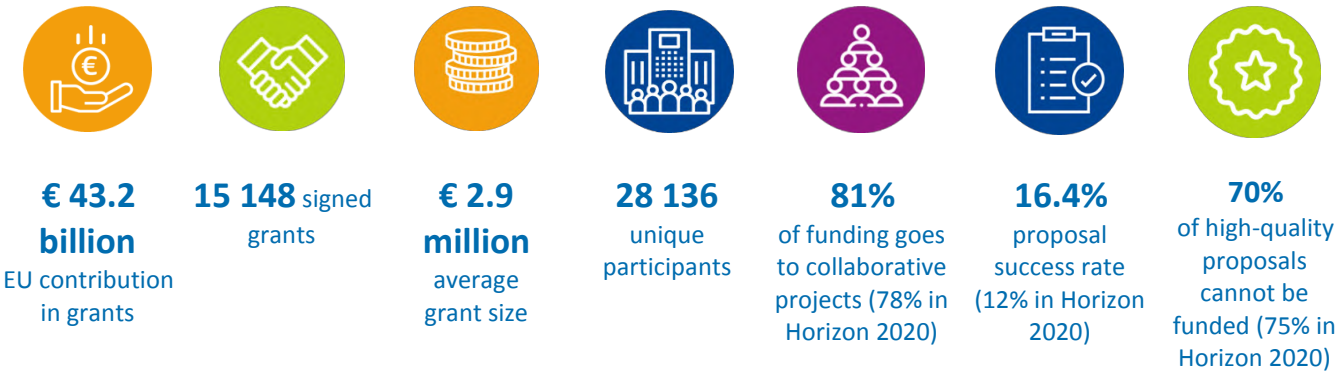 €
€ 43.2
billion
EU contribution
in grants
15 148 signed
grants
€ 2.9
million
average
grant size
28 136
unique
participants
81%
of funding goes
to collaborative
projects (78% in
Horizon 2020)
16.4%
proposal
success rate
(12% in Horizon
2020)
70%
of high-quality
proposals
cannot be
funded (75% in
Horizon 2020)